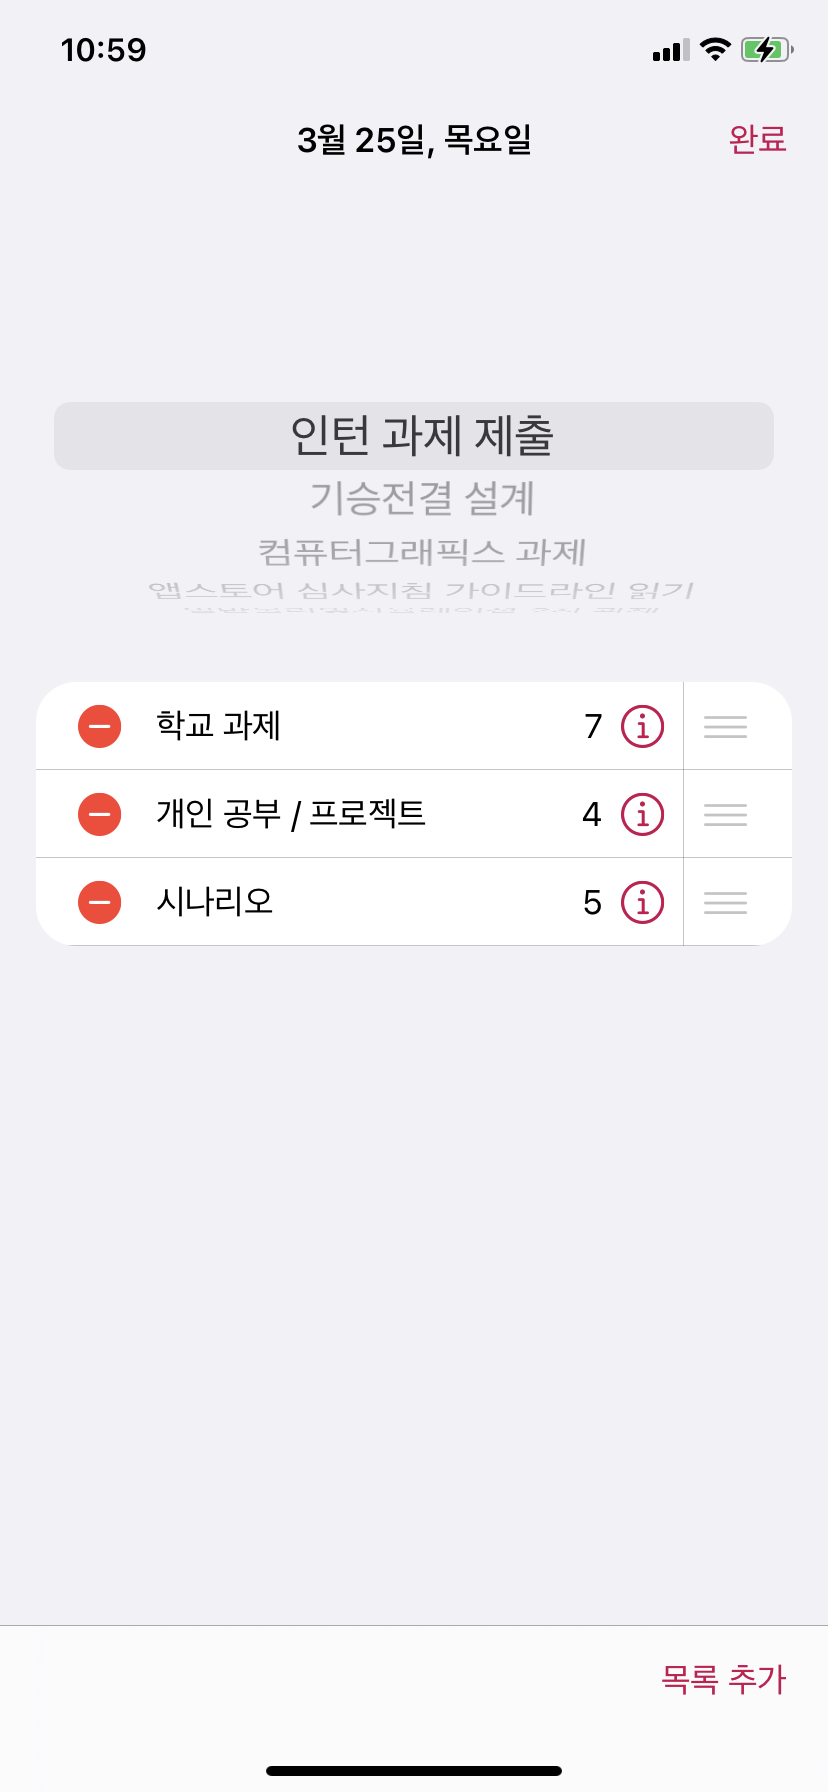 10:59
3월 25일, 목요일
완료
인턴 과제 제출
기승전결 설계
컴퓨터그래픽스 과제
앱스토어 심사지침 가이드라인 읽기
학교 과제 7
개인 공부 / 프로젝트 4
시나리오 5
목록 추가